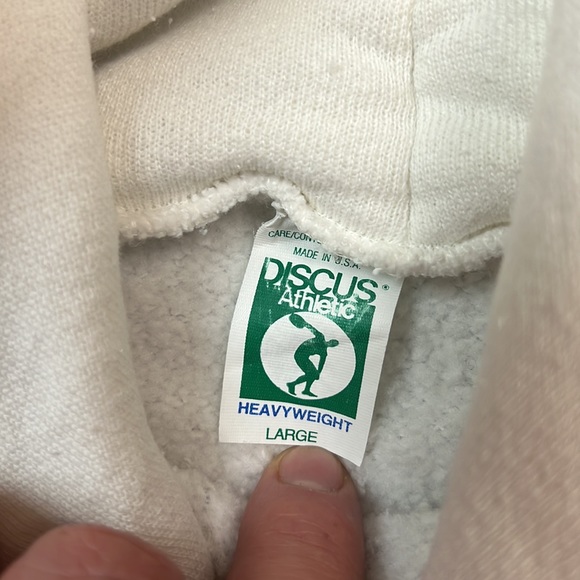 MADE IN U.S.A.
DISCUS®
Athletic
HEAVYWEIGHT
LARGE